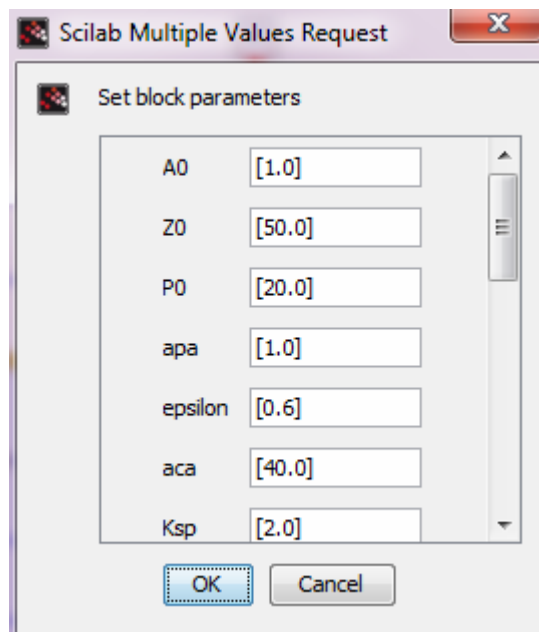 Scilab Multiple Values Request
Set block parameters
A0 [1.0]
Z0 [50.0]
P0 [20.0]
apa [1.0]
epsilon [0.6]
aca [40.0]
Ksp [2.0]
OK Cancel